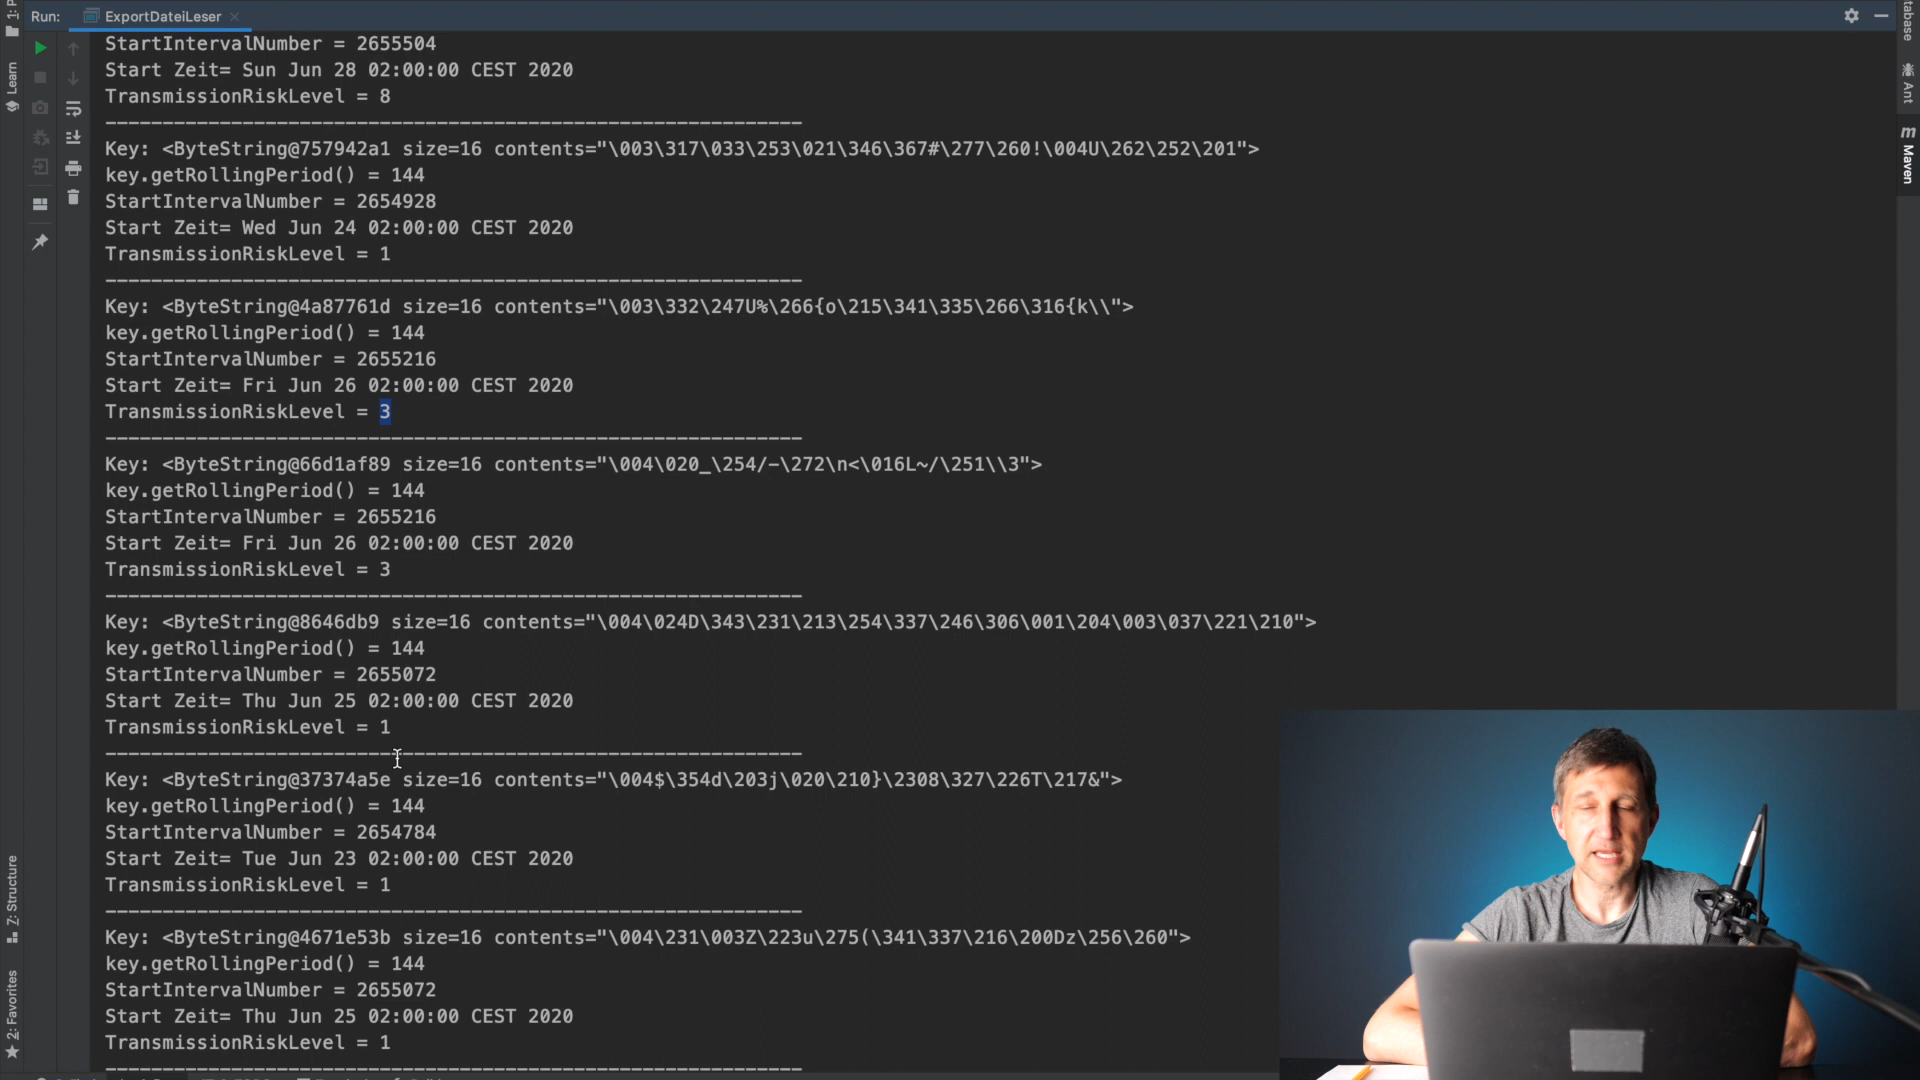 Run: ExportDateiLeser
StartIntervalNumber = 2655504
Start Zeit= Sun Jun 28 02:00:00 CEST 2020
TransmissionRiskLevel = 8
-------------------------------------------------------------
Key: <ByteString@757942a1 size=16 contents="\003\317\033\253\021\346\367#\277\260!\004U\262\252\201">
key.getRollingPeriod() = 144
StartIntervalNumber = 2654928
Start Zeit= Wed Jun 24 02:00:00 CEST 2020
TransmissionRiskLevel = 1
-------------------------------------------------------------
Key: <ByteString@4a87761d size=16 contents="\003\332\247U%\266{o\215\341\335\266\316{k\\">
key.getRollingPeriod() = 144
StartIntervalNumber = 2655216
Start Zeit= Fri Jun 26 02:00:00 CEST 2020
TransmissionRiskLevel = 3
-------------------------------------------------------------
Key: <ByteString@66d1af89 size=16 contents="\004\020_\254/-\272\n<\016L~/\251\\3">
key.getRollingPeriod() = 144
StartIntervalNumber = 2655216
Start Zeit= Fri Jun 26 02:00:00 CEST 2020
TransmissionRiskLevel = 3
-------------------------------------------------------------
Key: <ByteString@8646db9 size=16 contents="\004\024D\343\231\213\254\337\246\306\001\204\003\037\221\210">
key.getRollingPeriod() = 144
StartIntervalNumber = 2655072
Start Zeit= Thu Jun 25 02:00:00 CEST 2020
TransmissionRiskLevel = 1
-------------------------------------------------------------
Key: <ByteString@37374a5e size=16 contents="\004$\354d\203j\020\210}\2308\327\226T\217&">
key.getRollingPeriod() = 144
StartIntervalNumber = 2654784
Start Zeit= Tue Jun 23 02:00:00 CEST 2020
TransmissionRiskLevel = 1
-------------------------------------------------------------
Key: <ByteString@4671e53b size=16 contents="\004\231\003Z\223u\275(\341\337\216\200Dz\256\260">
key.getRollingPeriod() = 144
StartIntervalNumber = 2655072
Start Zeit= Thu Jun 25 02:00:00 CEST 2020
TransmissionRiskLevel = 1
-------------------------------------------------------------
Learn
Z: Structure
2: Favorites
Ant
m Maven